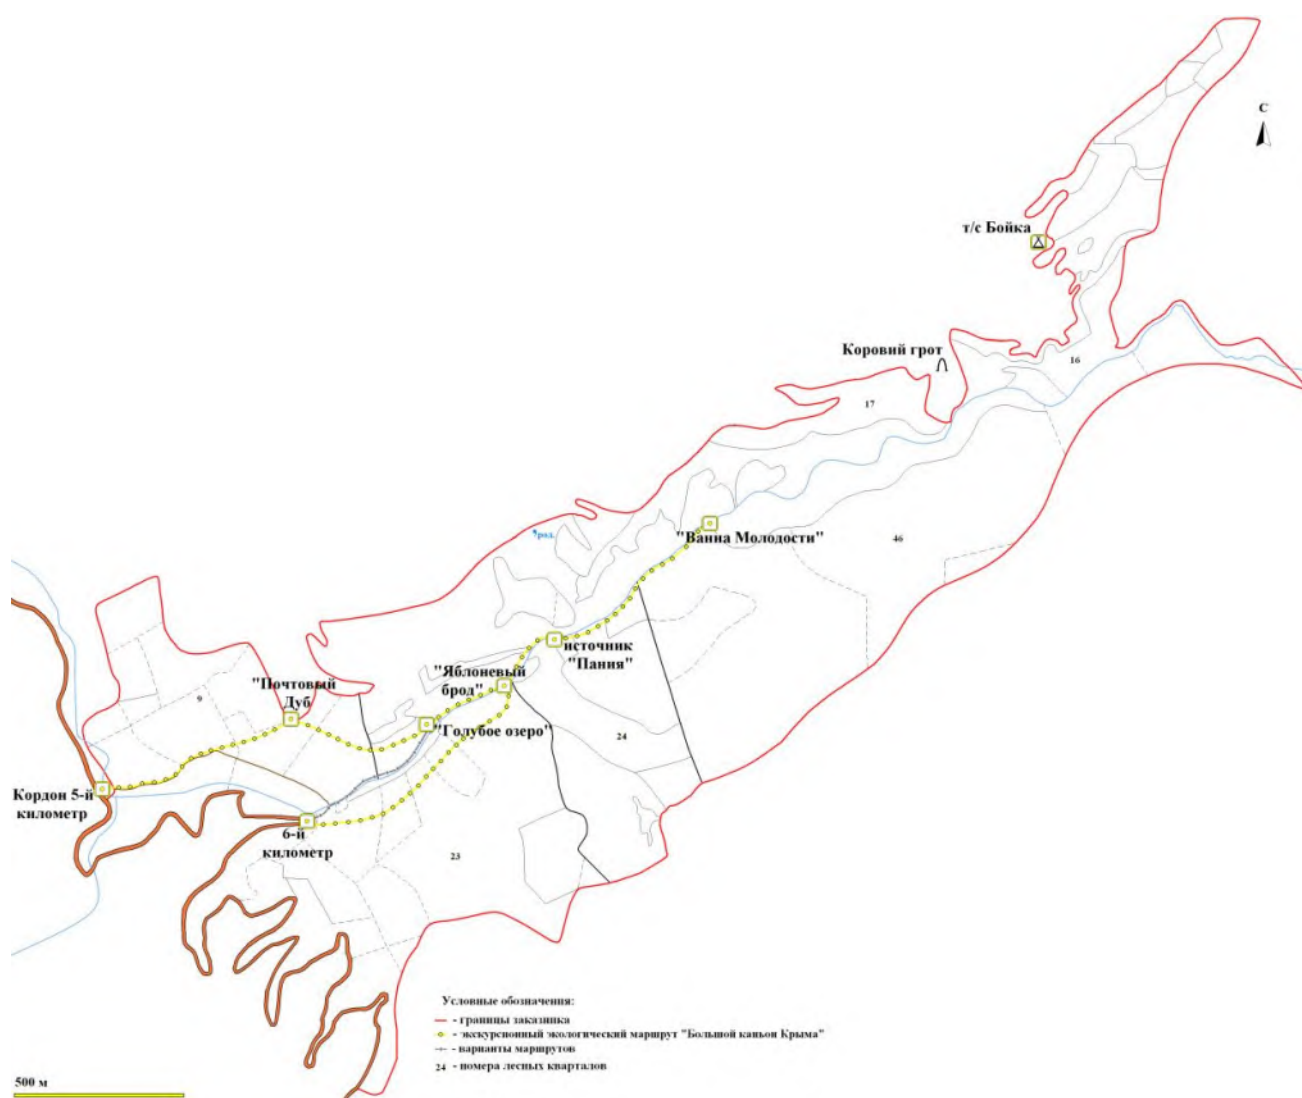 С
т/с Бойка
Коровий грот
16
17
"Ванна Молодости"
46
род.
источник
"Пания"
"Яблоневый
брод"
"Почтовый
Дуб"
9
"Голубое озеро"
24
Кордон 5-й
километр
6-й
километр
23
Условные обозначения:
- границы заказника
- экскурсионный экологический маршрут "Большой каньон Крыма"
- варианты маршрутов
24 - номера лесных кварталов
500 м